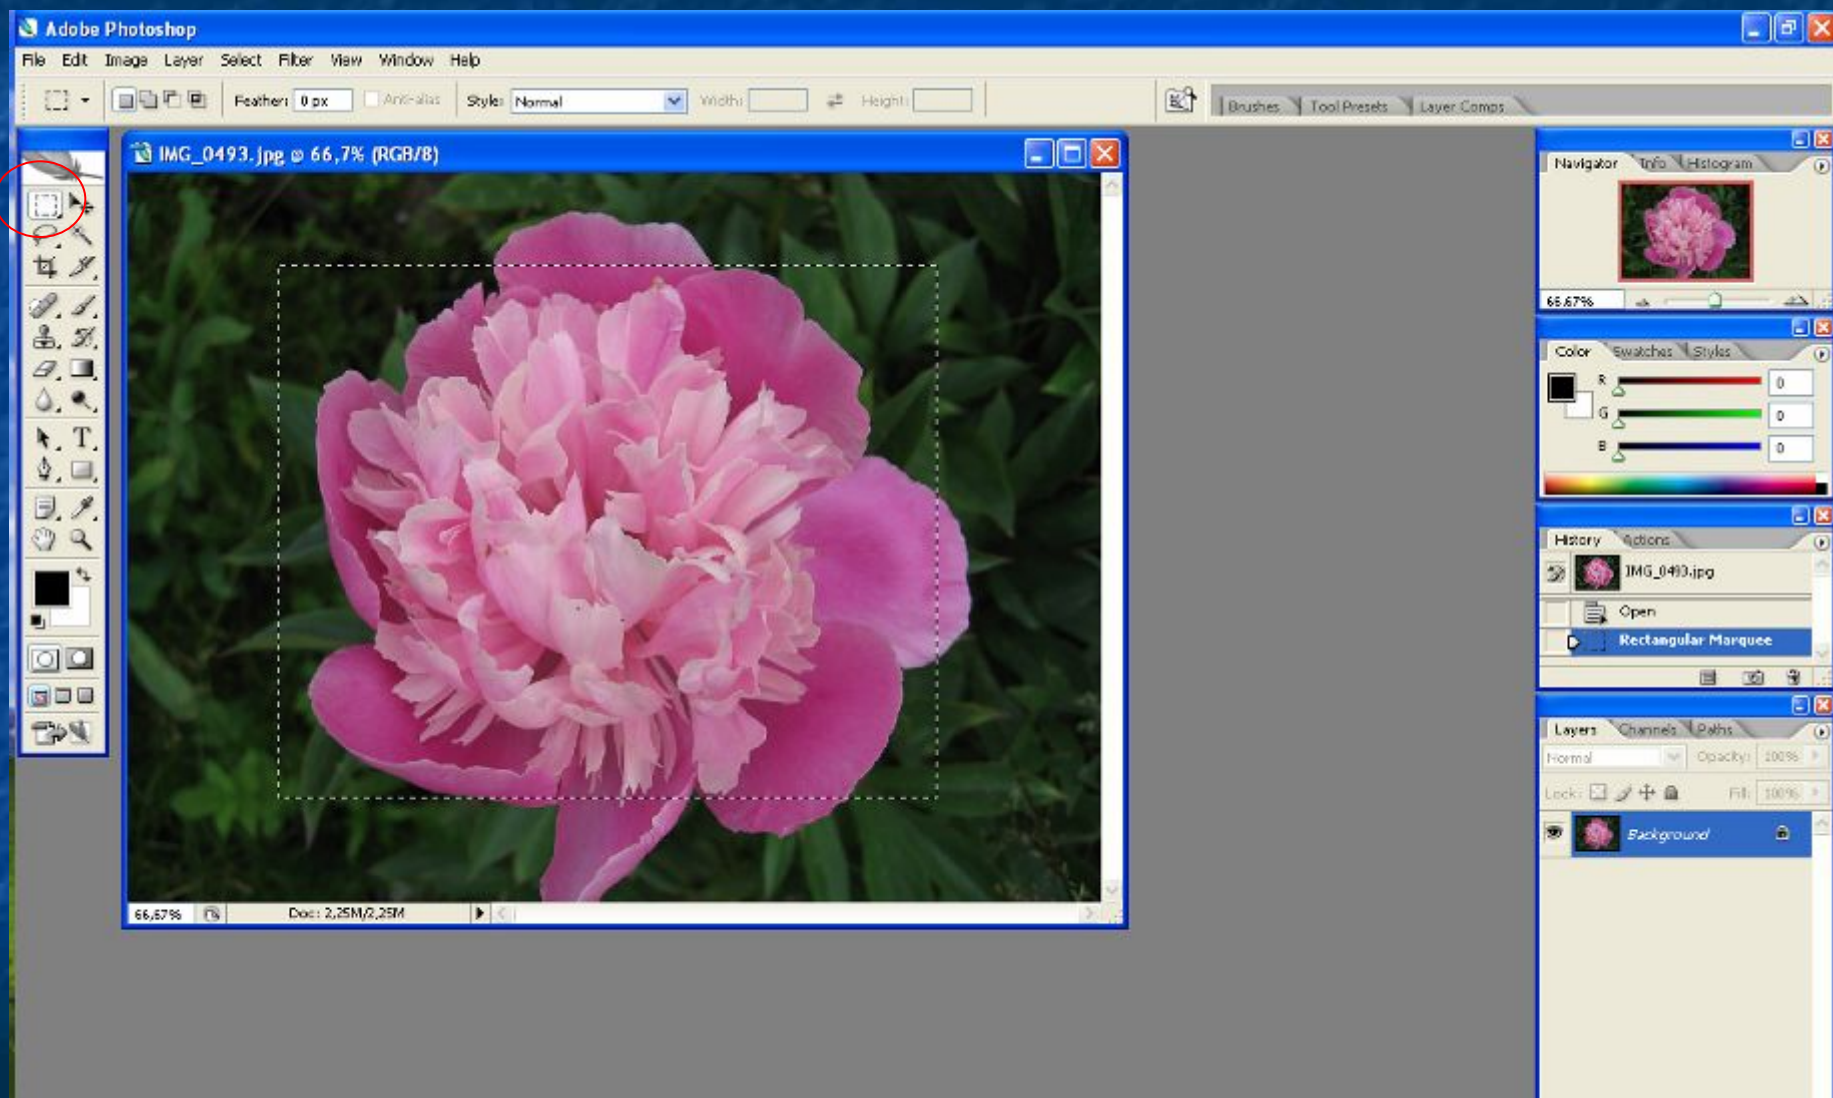 Adobe Photoshop
File Edit Image Layer Select Filter View Window Help
Feather: 0 px Anti-alias Style: Normal Width: Height: Brushes Tool Presets Layer Comps
IMG_0493.jpg @ 66,7% (RGB/8)
Navigator Info Histogram
66.67%
Color Swatches Styles
R 0
G 0
B 0
History Actions
IMG_0493.jpg
Open
Rectangular Marquee
Layers Channels Paths
Normal Opacity: 100%
Lock: Fill: 100%
Background
66,67% Doc: 2,25M/2,25M
T